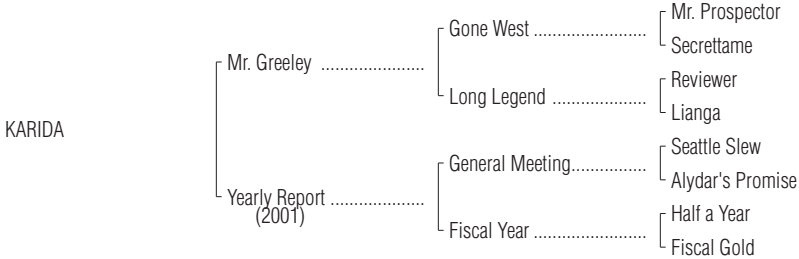 Mr. Prospector
Gone West ........................
Secrettame
Mr. Greeley ......................
Reviewer
Long Legend ....................
Lianga
KARIDA
Seattle Slew
General Meeting................
Alydar's Promise
Yearly Report ....................
(2001)
Half a Year
Fiscal Year ........................
Fiscal Gold